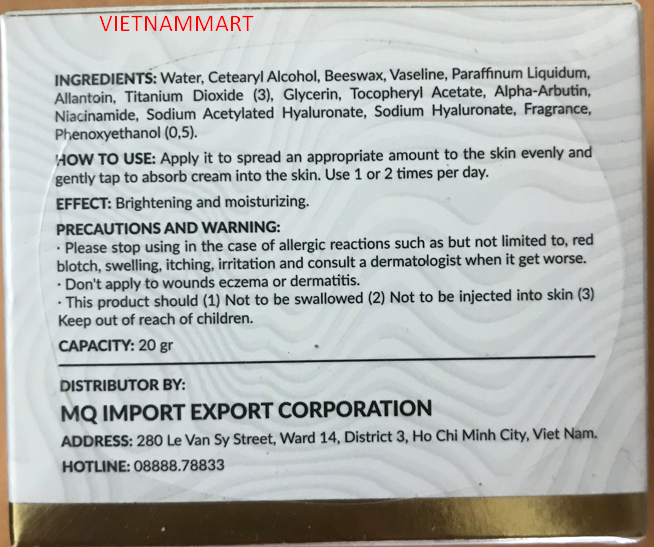 VIETNAMMART
INGREDIENTS: Water, Cetearyl Alcohol, Beeswax, Vaseline, Paraffinum Liquidum,
Allantoin, Titanium Dioxide (3), Glycerin, Tocopheryl Acetate, Alpha-Arbutin,
Niacinamide, Sodium Acetylated Hyaluronate, Sodium Hyaluronate, Fragrance,
Phenoxyethanol (0,5).
HOW TO USE: Apply it to spread an appropriate amount to the skin evenly and
gently tap to absorb cream into the skin. Use 1 or 2 times per day.
EFFECT: Brightening and moisturizing.
PRECAUTIONS AND WARNING:
· Please stop using in the case of allergic reactions such as but not limited to, red
blotch, swelling, itching, irritation and consult a dermatologist when it get worse.
· Don't apply to wounds eczema or dermatitis.
· This product should (1) Not to be swallowed (2) Not to be injected into skin (3)
Keep out of reach of children.
CAPACITY: 20 gr
DISTRIBUTOR BY:
MQ IMPORT EXPORT CORPORATION
ADDRESS: 280 Le Van Sy Street, Ward 14, District 3, Ho Chi Minh City, Viet Nam.
HOTLINE: 08888.78833